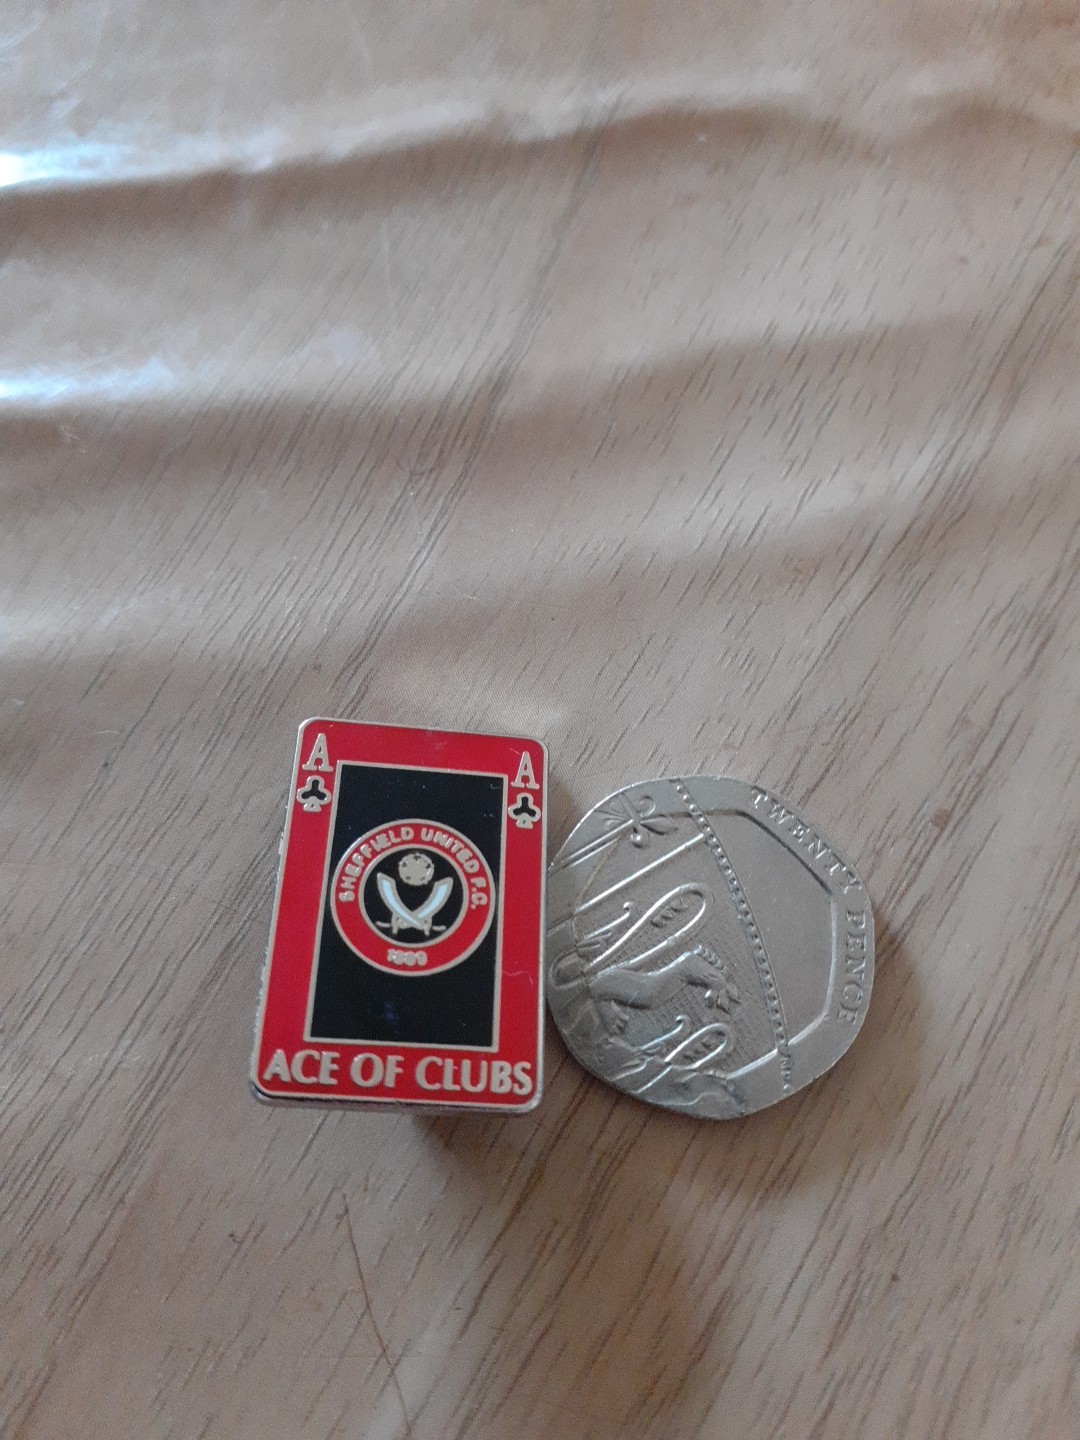 A A
SHEFFIELD UNITED F.C.
1889
ACE OF CLUBS
TWENTY PENCE